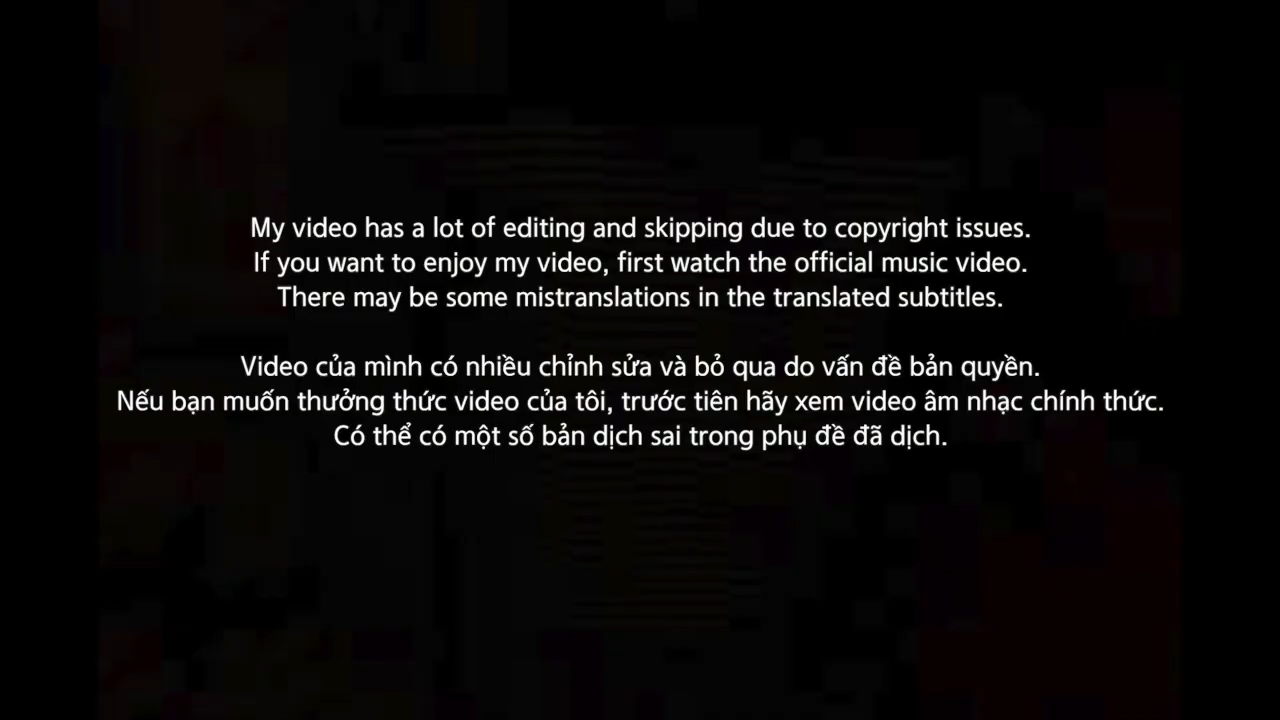 My video has a lot of editing and skipping due to copyright issues.
If you want to enjoy my video, first watch the official music video.
There may be some mistranslations in the translated subtitles.
Video của mình có nhiều chỉnh sửa và bỏ qua do vấn đề bản quyền.
Nếu bạn muốn thưởng thức video của tôi, trước tiên hãy xem video âm nhạc chính thức.
Có thể có một số bản dịch sai trong phụ đề đã dịch.